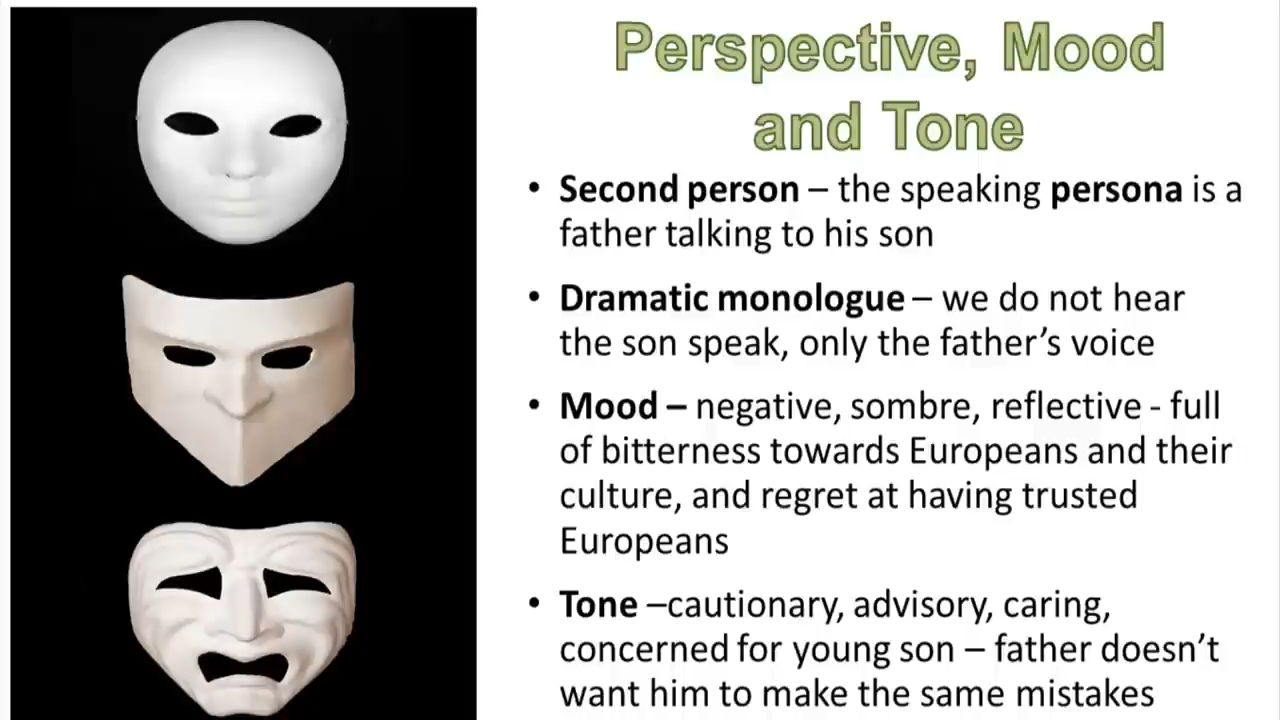 Perspective, Mood
and Tone
• Second person – the speaking persona is a
father talking to his son
• Dramatic monologue – we do not hear
the son speak, only the father’s voice
• Mood – negative, sombre, reflective - full
of bitterness towards Europeans and their
culture, and regret at having trusted
Europeans
• Tone –cautionary, advisory, caring,
concerned for young son – father doesn’t
want him to make the same mistakes